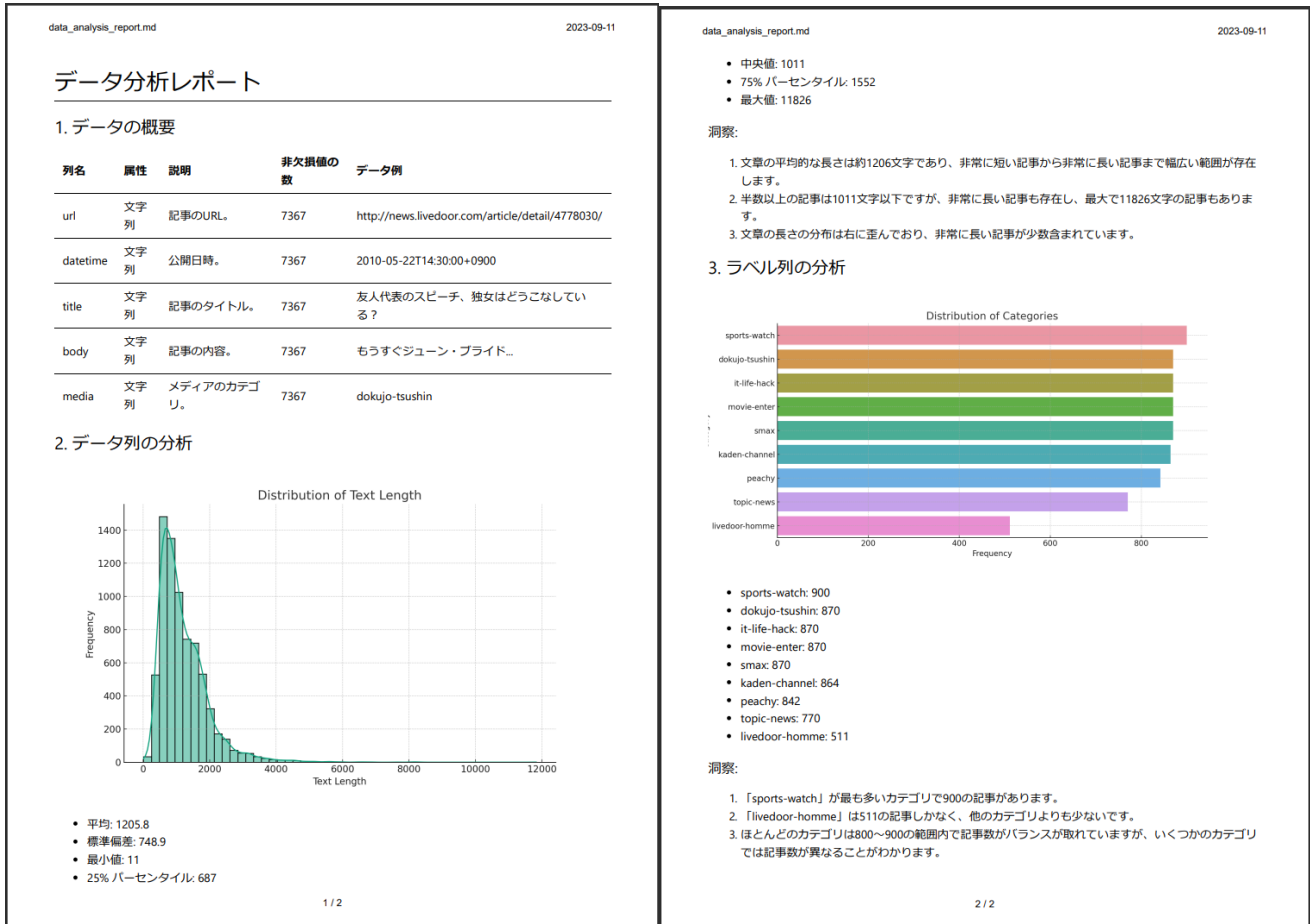 data_analysis_report.md 2023-09-11
データ分析レポート
1. データの概要
列名 属性 説明 非欠損値の数 データ例
url 文字列 記事のURL。 7367 http://news.livedoor.com/article/detail/4778030/
datetime 文字列 公開日時。 7367 2010-05-22T14:30:00+0900
title 文字列 記事のタイトル。 7367 友人代表のスピーチ、独女はどうこなしている？
body 文字列 記事の内容。 7367 もうすぐジューン・ブライド...
media 文字列 メディアのカテゴリ。 7367 dokujo-tsushin
2. データ列の分析
Distribution of Text Length
Frequency
1400
1200
1000
800
600
400
200
0
0 2000 4000 6000 8000 10000 12000
Text Length
• 平均: 1205.8
• 標準偏差: 748.9
• 最小値: 11
• 25% パーセンタイル: 687
1 / 2
data_analysis_report.md 2023-09-11
• 中央値: 1011
• 75% パーセンタイル: 1552
• 最大値: 11826
洞察:
1. 文章の平均的な長さは約1206文字であり、非常に短い記事から非常に長い記事まで幅広い範囲が存在
します。
2. 半数以上の記事は1011文字以下ですが、非常に長い記事も存在し、最大で11826文字の記事もありま
す。
3. 文章の長さの分布は右に歪んでおり、非常に長い記事が少数含まれています。
3. ラベル列の分析
Distribution of Categories
sports-watch
dokujo-tsushin
it-life-hack
movie-enter
smax
kaden-channel
peachy
topic-news
livedoor-homme
0 200 400 600 800
Frequency
• sports-watch: 900
• dokujo-tsushin: 870
• it-life-hack: 870
• movie-enter: 870
• smax: 870
• kaden-channel: 864
• peachy: 842
• topic-news: 770
• livedoor-homme: 511
洞察:
1. 「sports-watch」が最も多いカテゴリで900の記事があります。
2. 「livedoor-homme」は511の記事しかなく、他のカテゴリよりも少ないです。
3. ほとんどのカテゴリは800～900の範囲内で記事数がバランスが取れていますが、いくつかのカテゴリ
では記事数が異なることがわかります。
2 / 2